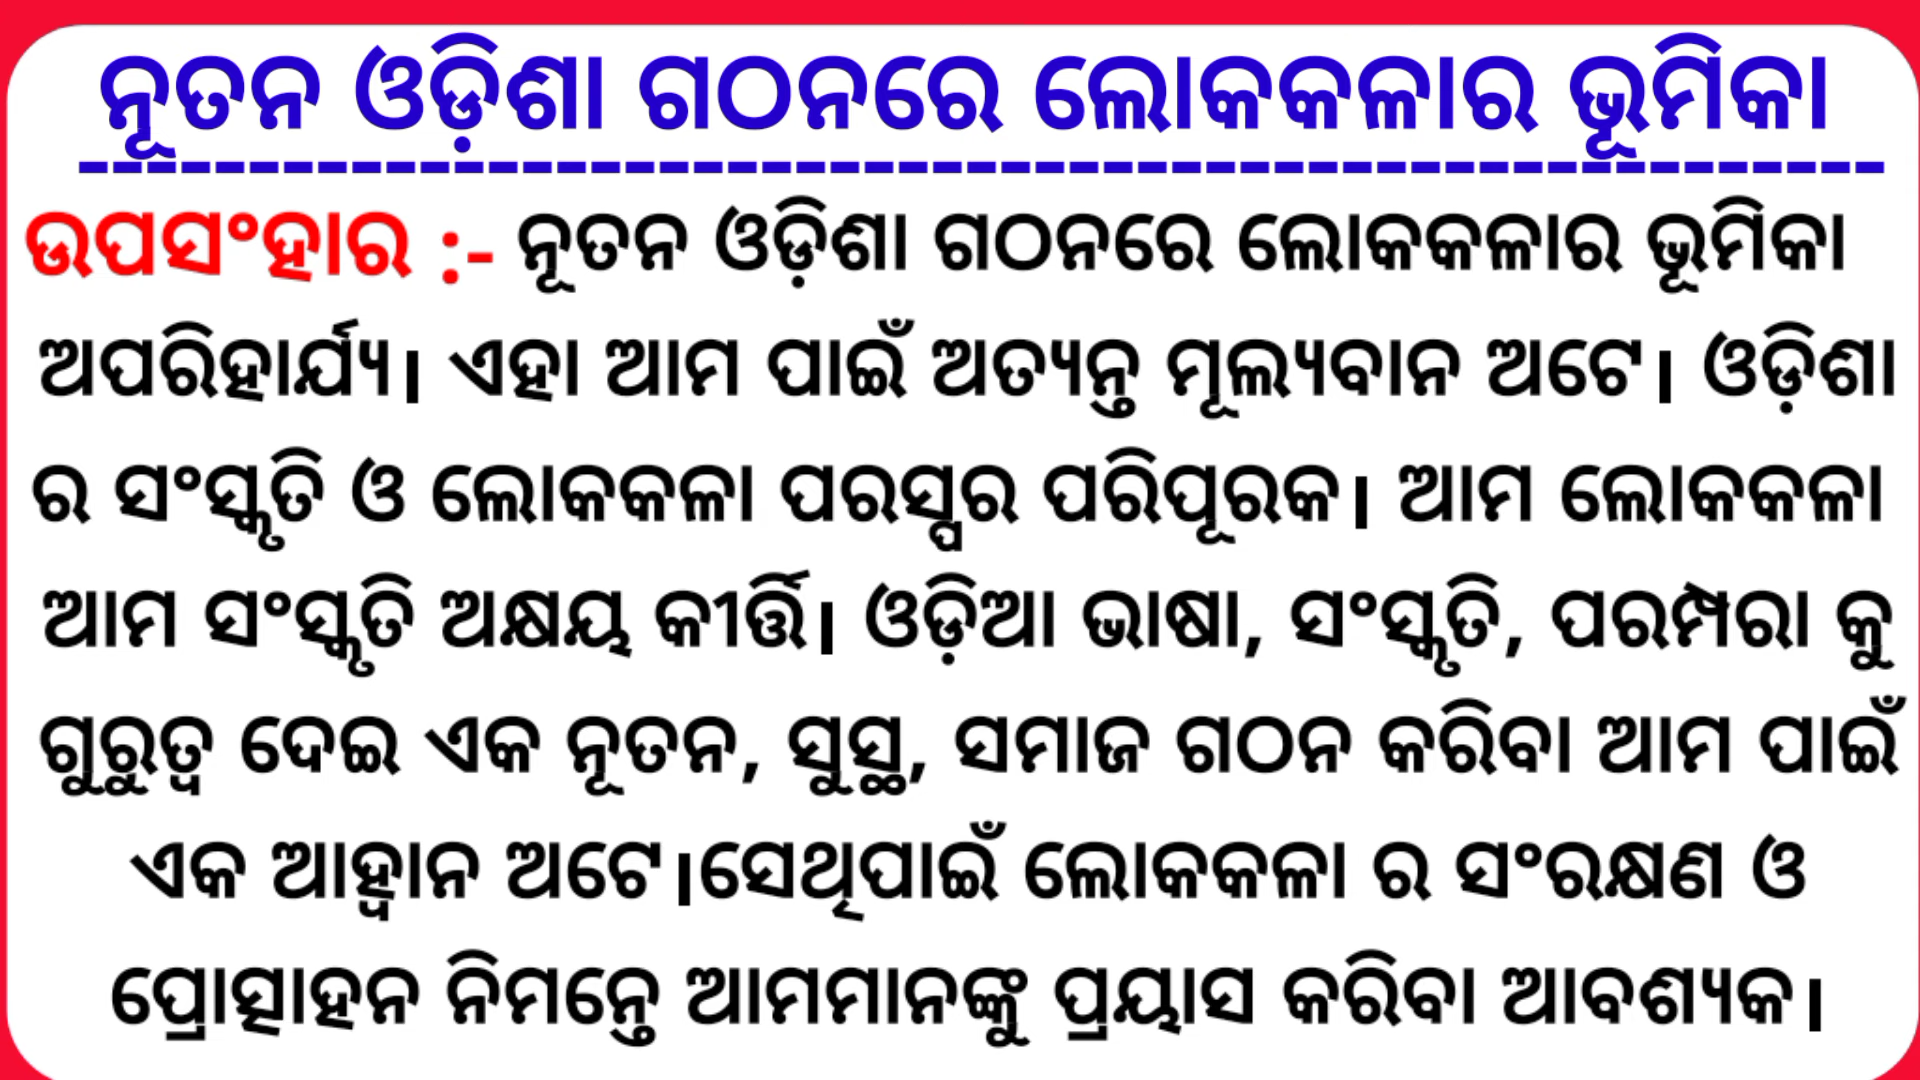 ନୂତନ ଓଡ଼ିଶା ଗଠନରେ ଲୋକକଳାର ଭୂମିକା
ଉପସଂହାର :- ନୂତନ ଓଡ଼ିଶା ଗଠନରେ ଲୋକକଳାର ଭୂମିକା
ଅପରିହାର୍ଯ୍ୟ। ଏହା ଆମ ପାଇଁ ଅତ୍ୟନ୍ତ ମୂଲ୍ୟବାନ ଅଟେ। ଓଡ଼ିଶା
ର ସଂସ୍କୃତି ଓ ଲୋକକଳା ପରସ୍ପର ପରିପୂରକ। ଆମ ଲୋକକଳା
ଆମ ସଂସ୍କୃତି ଅକ୍ଷୟ କୀର୍ତ୍ତି। ଓଡ଼ିଆ ଭାଷା, ସଂସ୍କୃତି, ପରମ୍ପରା କୁ
ଗୁରୁତ୍ୱ ଦେଇ ଏକ ନୂତନ, ସୁସ୍ଥ, ସମାଜ ଗଠନ କରିବା ଆମ ପାଇଁ
ଏକ ଆହ୍ୱାନ ଅଟେ।ସେଥିପାଇଁ ଲୋକକଳା ର ସଂରକ୍ଷଣ ଓ
ପ୍ରୋତ୍ସାହନ ନିମନ୍ତେ ଆମମାନଙ୍କୁ ପ୍ରୟାସ କରିବା ଆବଶ୍ୟକ।